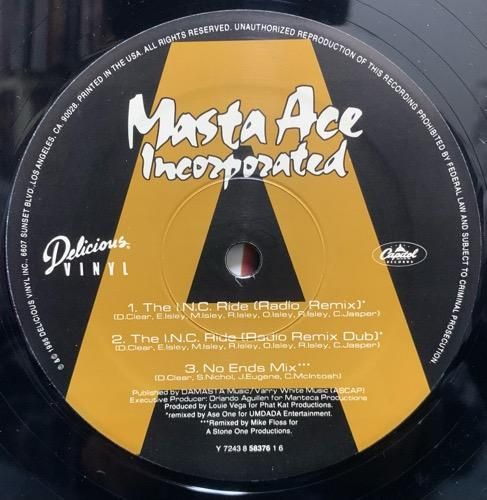 ℗© 1995 DELICIOUS VINYL INC., 6607 SUNSET BLVD., LOS ANGELES, CA. 90028. PRINTED IN THE USA. ALL RIGHTS RESERVED. UNAUTHORIZED REPRODUCTION OF THIS RECORDING PROHIBITED BY FEDERAL LAW AND SUBJECT TO CRIMINAL PROSECUTION.
Masta Ace
Incorporated
Delicious
VINYL
Capitol
RECORDS
1. The I.N.C. Ride (Radio Remix)*
(D.Clear, E.Isley, M.Isley, R.Isley, O.Isley, R.Isley, C.Jasper)
2. The I.N.C. Ride (Radio Remix Dub)*
(D.Clear, E.Isley, M.Isley, R.Isley, O.Isley, R.Isley, C.Jasper)
3. No Ends Mix***
(D.Clear, S.Nichol, J.Eugene, C.McIntosh)
Published by DAMASTA Music/ Varry White Music (ASCAP)
Executive Producer: Orlando Aguillen for Manteca Productions
Produced by Louie Vega for Phat Kat Productions.
*remixed by Ase One for UMDADA Entertainment.
***Remixed by Mike Floss for
A Stone One Productions.
Y 7243 8 58376 1 6